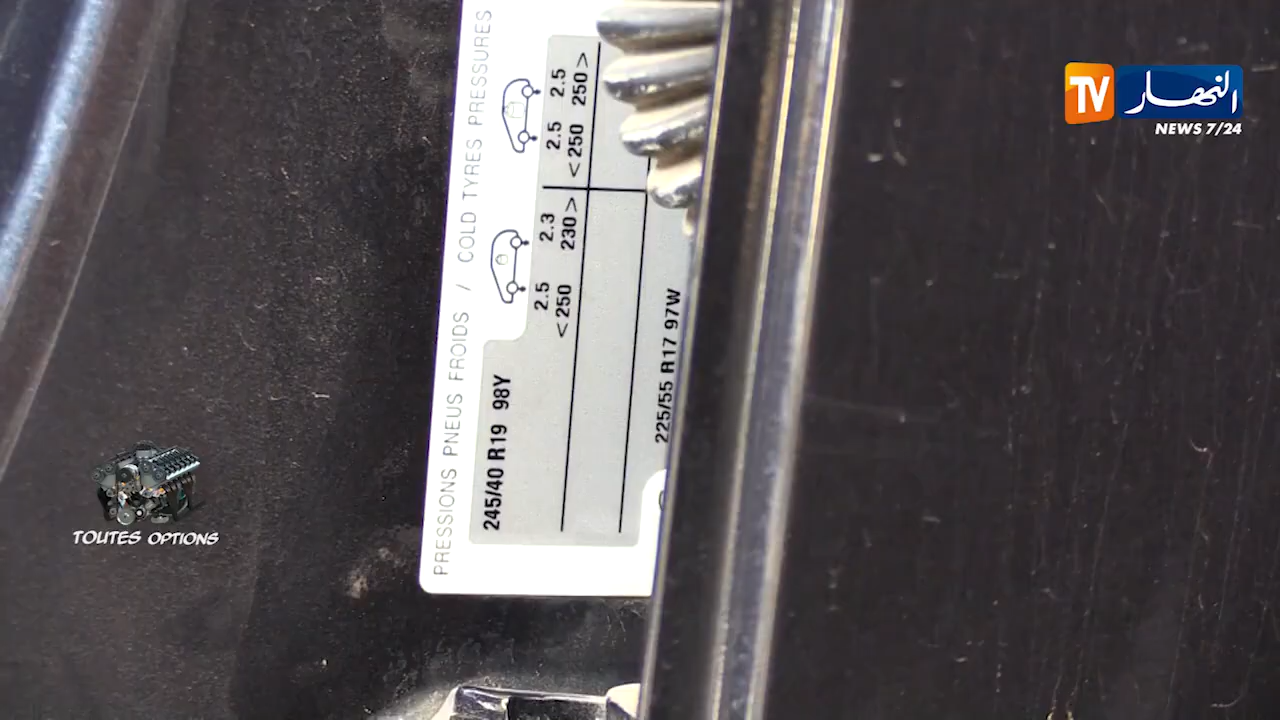 PRESSIONS PNEUS FROIDS / COLD TYRES PRESSURES
2.5 2.3 2.5 2.5
245/40 R19 98Y <250 230> <250 250>
225/55 R17 97W
TV النهار
NEWS 7/24
TOUTES OPTIONS